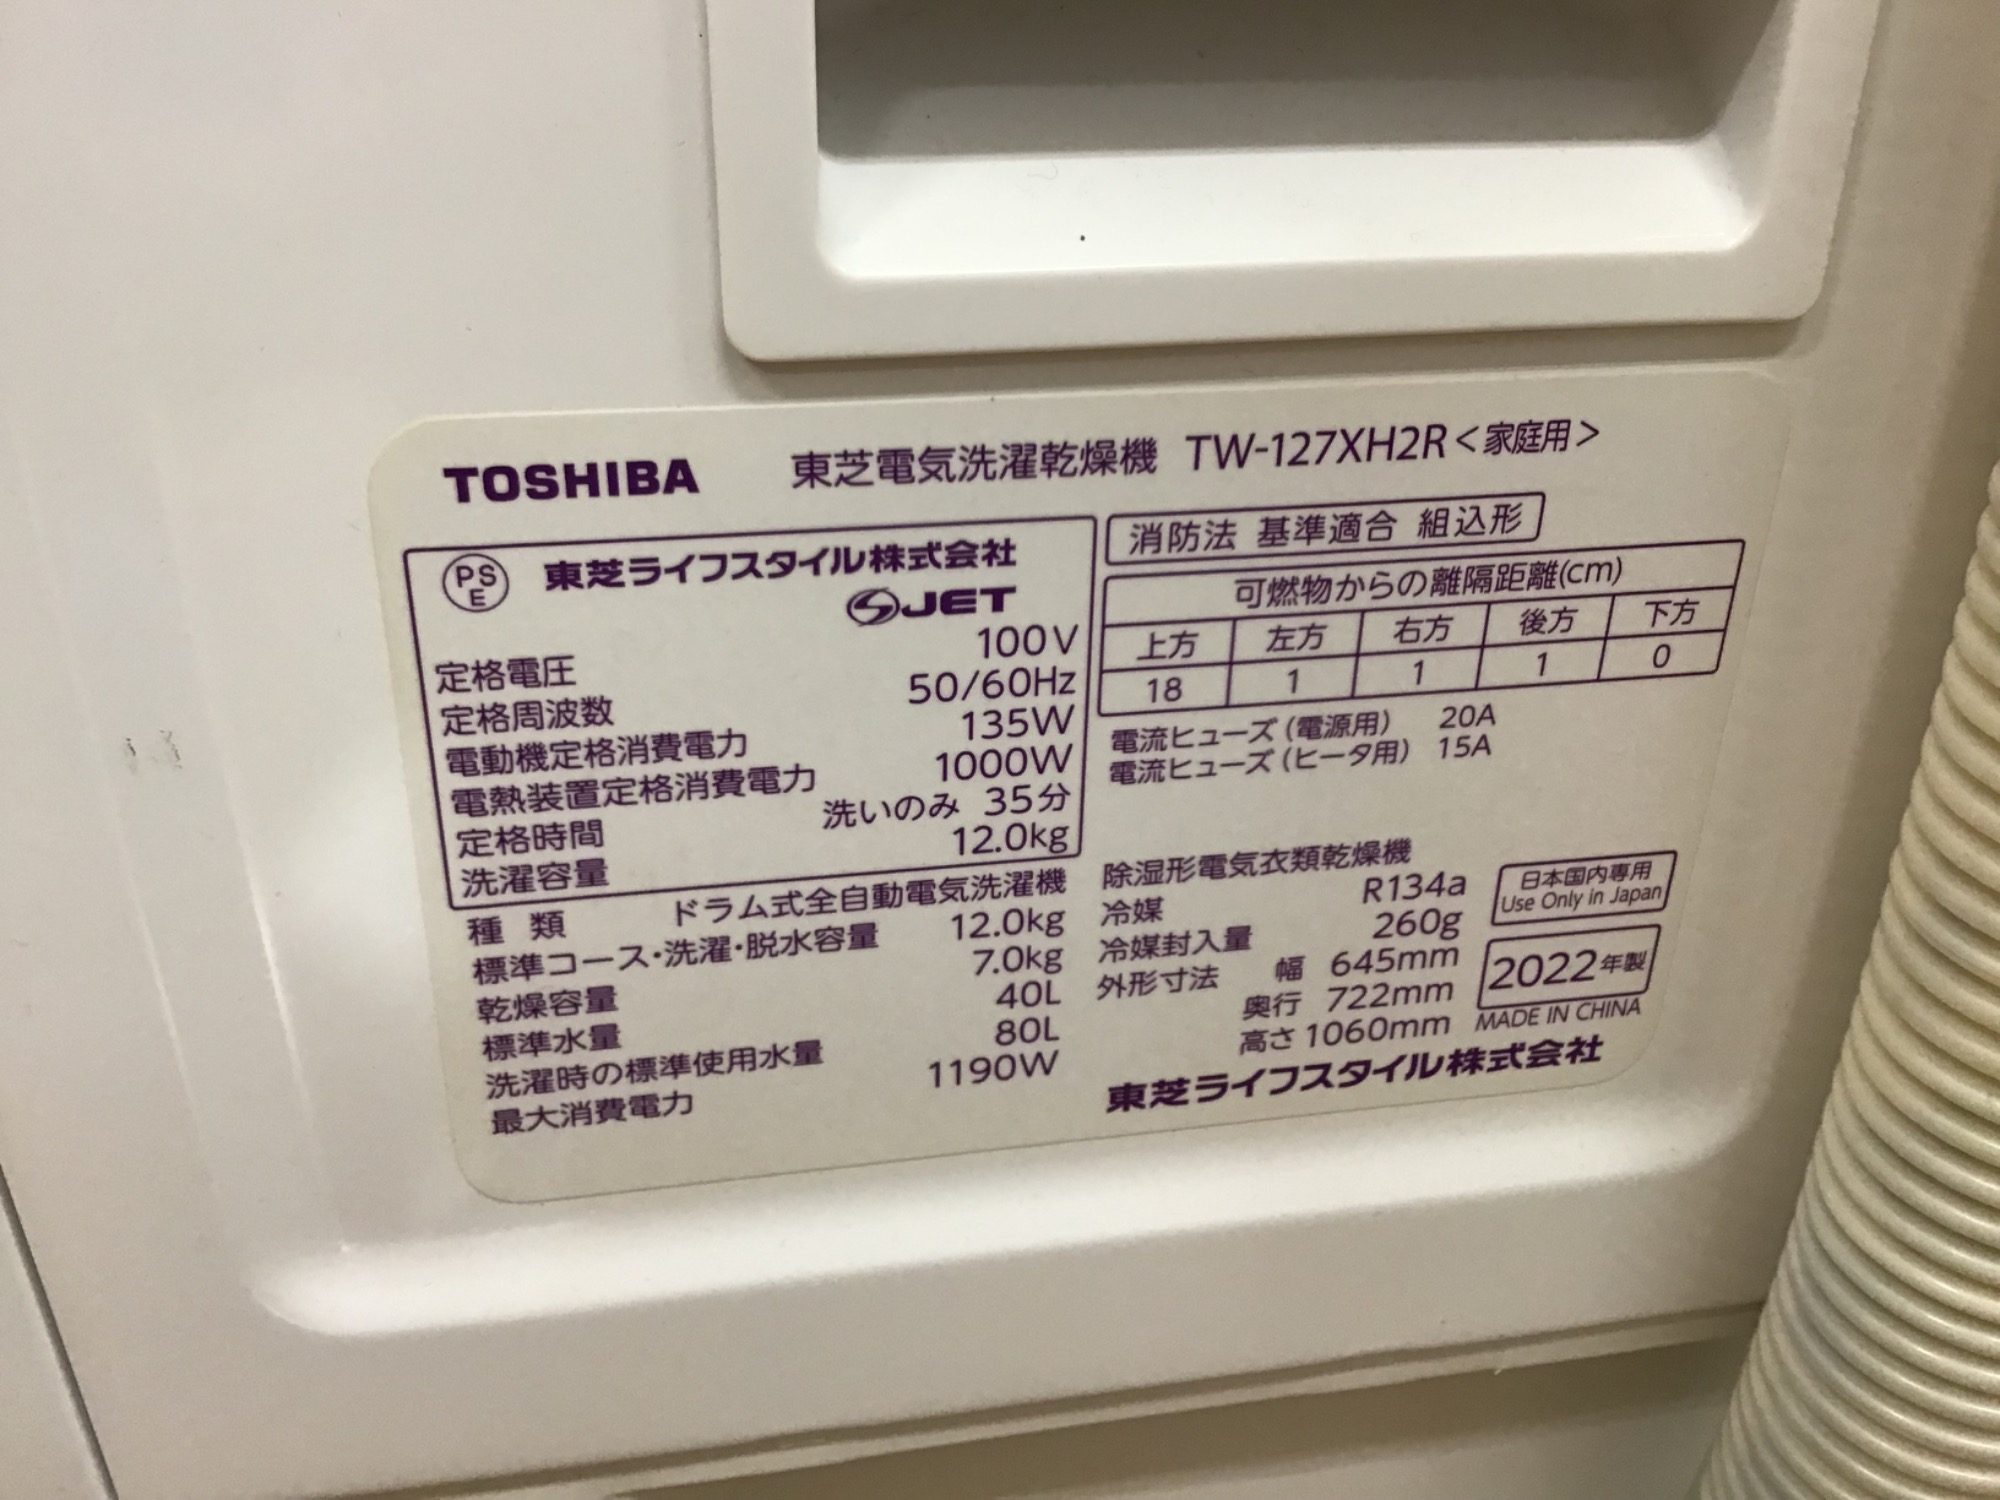 TOSHIBA 東芝電気洗濯乾燥機 TW-127XH2R<家庭用>
PSE 東芝ライフスタイル株式会社
JET
定格電圧 100V
定格周波数 50/60Hz
電動機定格消費電力 135W
電熱装置定格消費電力 1000W
定格時間 洗いのみ 35分
洗濯容量 12.0kg
種類 ドラム式全自動電気洗濯機
標準コース・洗濯・脱水容量 12.0kg
乾燥容量 7.0kg
標準水量 40L
洗濯時の標準使用水量 80L
最大消費電力 1190W
消防法 基準適合 組込形
可燃物からの離隔距離(cm)
上方 左方 右方 後方 下方
18 1 1 1 0
電流ヒューズ(電源用) 20A
電流ヒューズ(ヒータ用) 15A
除湿形電気衣類乾燥機
冷媒 R134a
冷媒封入量 260g
外形寸法 幅 645mm
奥行 722mm
高さ 1060mm
日本国内専用
Use Only in Japan
2022年製
MADE IN CHINA
東芝ライフスタイル株式会社